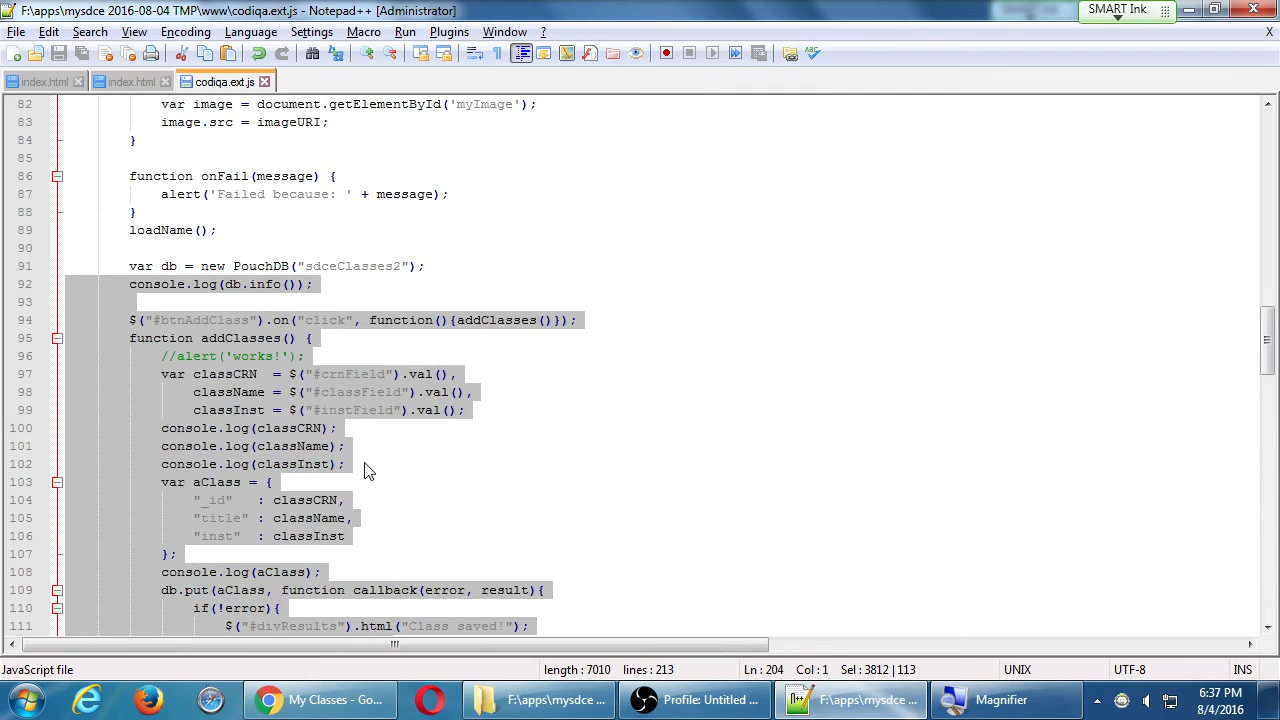 F:\apps\mysdce 2016-08-04 TMP\www\codiqa.ext.js - Notepad++ [Administrator]
SMART Ink
File Edit Search View Encoding Language Settings Macro Run Plugins Window ? X
index.html index.html codiqa.ext.js
82 var image = document.getElementById('myImage');
83 image.src = imageURI;
84 }
85
86 function onFail(message) {
87 alert('Failed because: ' + message);
88 }
89 loadName();
90
91 var db = new PouchDB("sdceClasses2");
92 console.log(db.info());
93
94 $("#btnAddClass").on("click", function(){addClasses()});
95 function addClasses() {
96 //alert('works!');
97 var classCRN = $("#crnField").val(),
98 className = $("#classField").val(),
99 classInst = $("#instField").val();
100 console.log(classCRN);
101 console.log(className);
102 console.log(classInst);
103 var aClass = {
104 "_id" : classCRN,
105 "title" : className,
106 "inst" : classInst
107 };
108 console.log(aClass);
109 db.put(aClass, function callback(error, result){
110 if(!error){
111 $("#divResults").html("Class saved!");
JavaScript file length : 7010 lines : 213 Ln : 204 Col : 1 Sel : 3812 | 113 UNIX UTF-8 INS
My Classes - Go... F:\apps\mysdce ... Profile: Untitled ... F:\apps\mysdce ... Magnifier 6:37 PM
8/4/2016